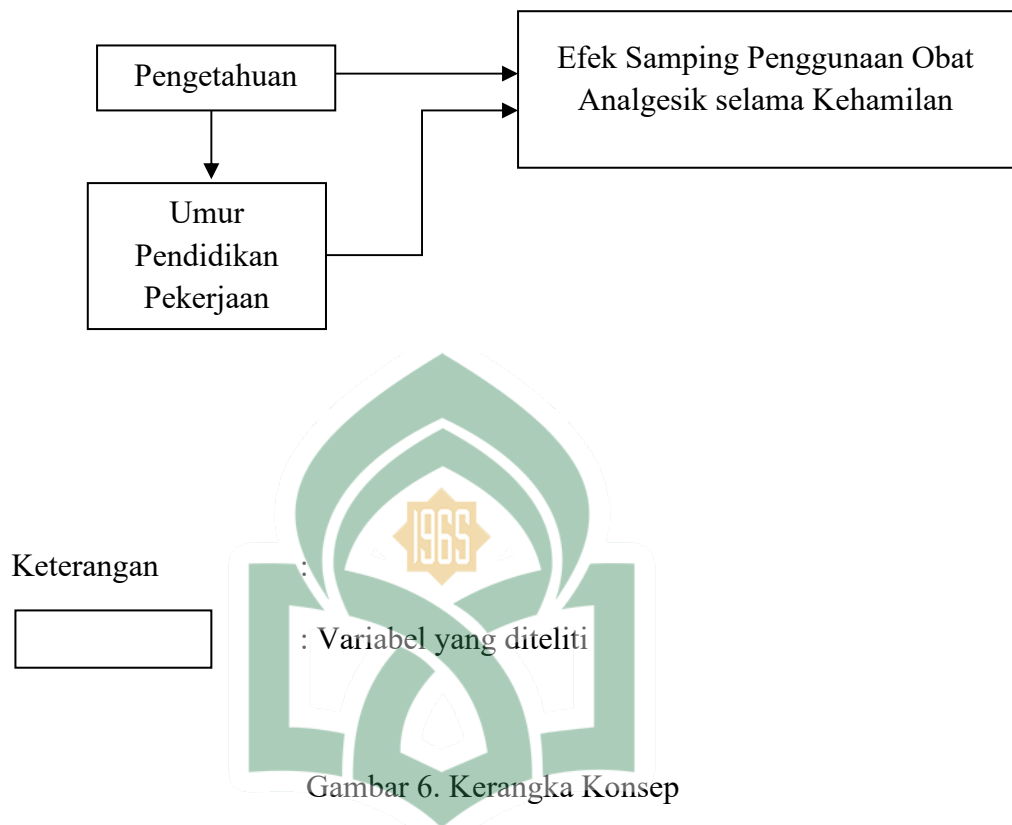 Pengetahuan
Efek Samping Penggunaan Obat
Analgesik selama Kehamilan
Umur
Pendidikan
Pekerjaan
1965
Keterangan :
: Variabel yang diteliti
Gambar 6. Kerangka Konsep